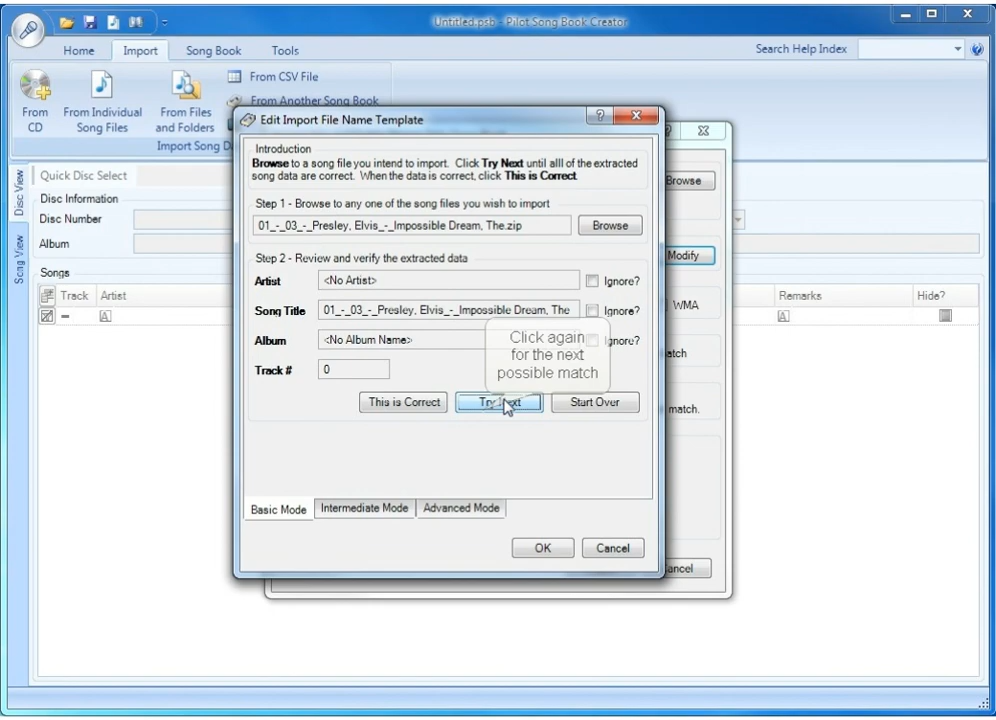 Untitled.psb - Pilot Song Book Creator
Home Import Song Book Tools Search Help Index
From CD
From Individual Song Files
From Files and Folders
From CSV File
From Another Song Book
Import Song D
Edit Import File Name Template
Introduction
Browse to a song file you intend to import. Click Try Next until alll of the extracted
song data are correct. When the data is correct, click This is Correct.
Step 1 - Browse to any one of the song files you wish to import
01_-_03_-_Presley, Elvis_-_Impossible Dream, The.zip Browse
Step 2 - Review and verify the extracted data
Artist <No Artist> Ignore?
Song Title 01_-_03_-_Presley, Elvis_-_Impossible Dream, The Ignore?
Album <No Album Name> Ignore?
Track # 0
Click again
for the next
possible match
This is Correct Start Over
Basic Mode Intermediate Mode Advanced Mode
OK Cancel
Browse
Modify
WMA
atch
match.
ancel
Disc View
Song View
Quick Disc Select
Disc Information
Disc Number
Album
Songs
Track Artist Remarks Hide?